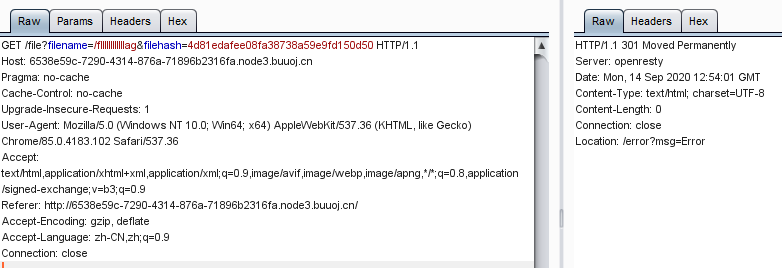 Raw Params Headers Hex
GET /file?filename=/fllllllllllllag&filehash=4d81edafee08fa38738a59e9fd150d50 HTTP/1.1
Host: 6538e59c-7290-4314-876a-71896b2316fa.node3.buuoj.cn
Pragma: no-cache
Cache-Control: no-cache
Upgrade-Insecure-Requests: 1
User-Agent: Mozilla/5.0 (Windows NT 10.0; Win64; x64) AppleWebKit/537.36 (KHTML, like Gecko)
Chrome/85.0.4183.102 Safari/537.36
Accept:
text/html,application/xhtml+xml,application/xml;q=0.9,image/avif,image/webp,image/apng,*/*;q=0.8,application
/signed-exchange;v=b3;q=0.9
Referer: http://6538e59c-7290-4314-876a-71896b2316fa.node3.buuoj.cn/
Accept-Encoding: gzip, deflate
Accept-Language: zh-CN,zh;q=0.9
Connection: close
Raw Headers Hex
HTTP/1.1 301 Moved Permanently
Server: openresty
Date: Mon, 14 Sep 2020 12:54:01 GMT
Content-Type: text/html; charset=UTF-8
Content-Length: 0
Connection: close
Location: /error?msg=Error